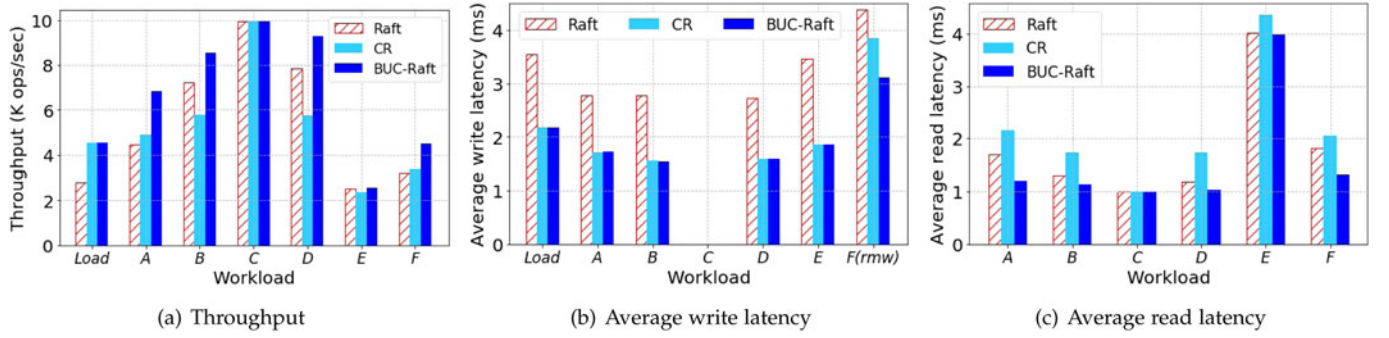 Throughput (K ops/sec)
10
8
6
4
2
0
Raft
CR
BUC-Raft
Load A B C D E F
Workload
(a) Throughput
Average write latency (ms)
4
3
2
1
0
Raft CR BUC-Raft
Load A B C D E F(rmw)
Workload
(b) Average write latency
Average read latency (ms)
4
3
2
1
0
Raft
CR
BUC-Raft
A B C D E F
Workload
(c) Average read latency